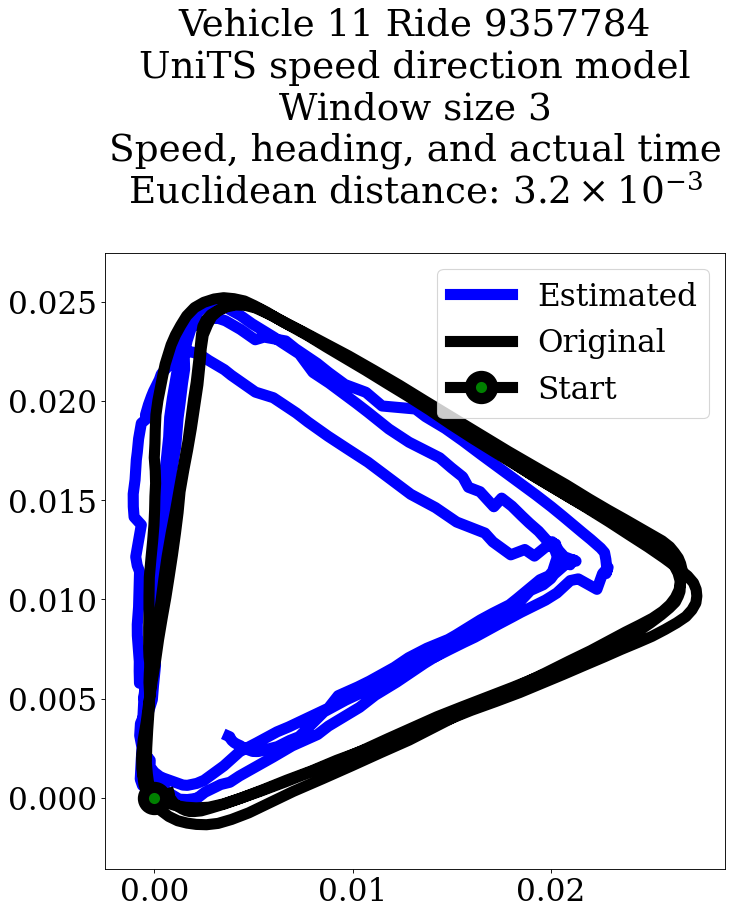 Vehicle 11 Ride 9357784
UniTS speed direction model
Window size 3
Speed, heading, and actual time
Euclidean distance: 3.2 × 10⁻³
Estimated
Original
Start
0.025
0.020
0.015
0.010
0.005
0.000
0.00 0.01 0.02